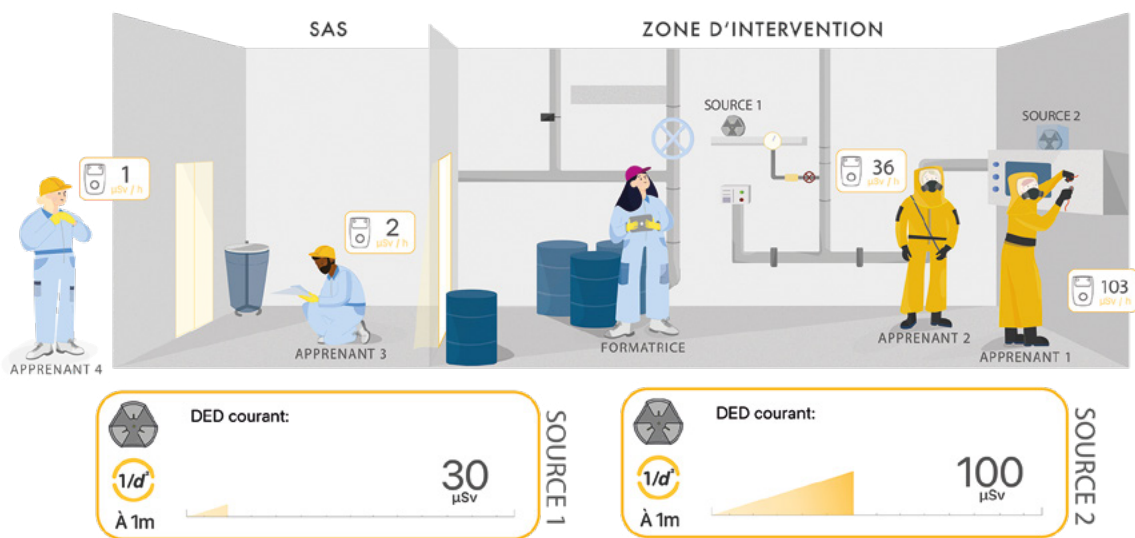 SAS
ZONE D'INTERVENTION
SOURCE 1
SOURCE 2
1
µSv / h
36
µSv / h
2
µSv / h
103
µSv / h
APPRENANT 4
APPRENANT 3
FORMATRICE
APPRENANT 2
APPRENANT 1
DED courant:
1/d²
À 1m
30
µSv
SOURCE 1
DED courant:
1/d²
À 1m
100
µSv
SOURCE 2